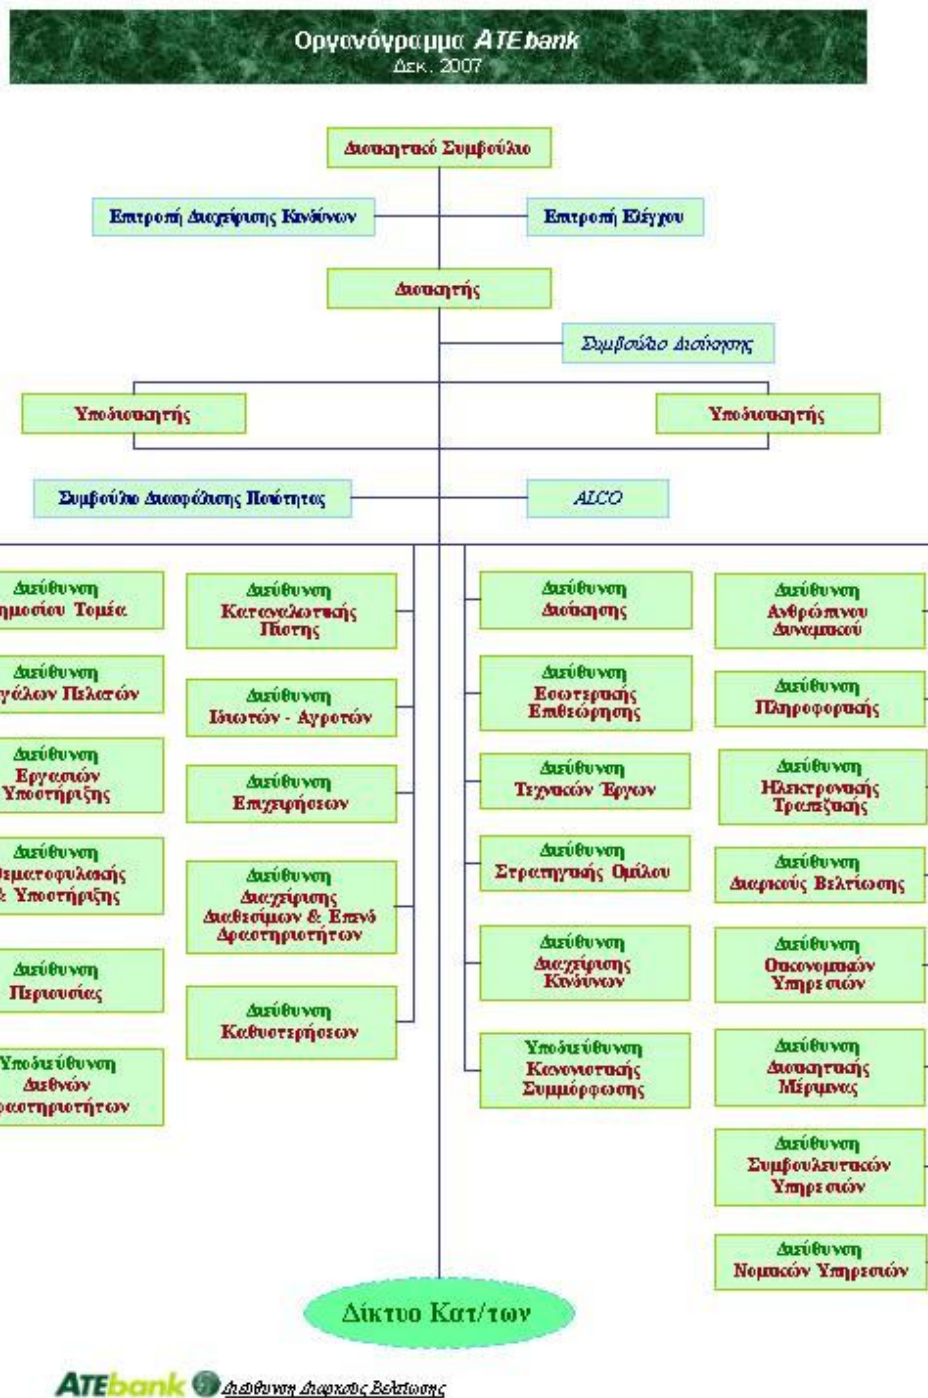 Οργανόγραμμα ATEbank
Δεκ. 2007
Διοικητικό Συμβούλιο
Επιτροπή Διαχείρισης Κινδύνων
Επιτροπή Ελέγχου
Διοικητής
Συμβούλιο Διοίκησης
Υποδιοικητής
Υποδιοικητής
Συμβούλιο Διασφάλισης Ποιότητας
ALCO
Διεύθυνση
ημοσίου Τομέα
Διεύθυνση
γάλων Πελατών
Διεύθυνση
Εργασιών
Υποστήριξης
Διεύθυνση
θεματοφυλακής
& Υποστήριξης
Διεύθυνση
Περιουσίας
Υποδιεύθυνση
Διεθνών
ραστηριοτήτων
Διεύθυνση
Καταναλωτικής
Πίστης
Διεύθυνση
Ιδιωτών - Αγροτών
Διεύθυνση
Επιχειρήσεων
Διεύθυνση
Διαχείρισης
Διαθεσίμων & Επενδ
Δραστηριοτήτων
Διεύθυνση
Καθυστερήσεων
Διεύθυνση
Διοίκησης
Διεύθυνση
Εσωτερικής
Επιθεώρησης
Διεύθυνση
Τεχνικών Έργων
Διεύθυνση
Στρατηγικής Ομίλου
Διεύθυνση
Διαχείρισης
Κινδύνων
Υποδιεύθυνση
Κανονιστικής
Συμμόρφωσης
Διεύθυνση
Ανθρώπινου
Δυναμικού
Διεύθυνση
Πληροφορικής
Διεύθυνση
Ηλεκτρονικής
Τραπεζικής
Διεύθυνση
Διαρκούς Βελτίωσης
Διεύθυνση
Οικονομικών
Υπηρεσιών
Διεύθυνση
Διοικητικής
Μέριμνας
Διεύθυνση
Συμβουλευτικών
Υπηρεσιών
Διεύθυνση
Νομικών Υπηρεσιών
Δίκτυο Κατ/των
ATEbank Διεύθυνση Διαρκούς Βελτίωσης